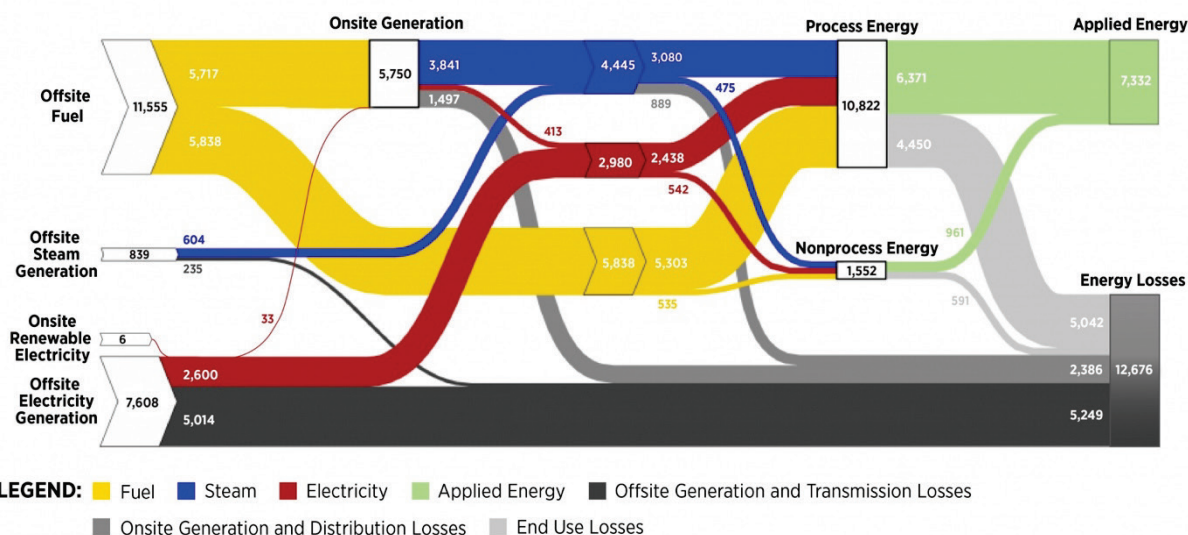 Onsite Generation
Process Energy
Applied Energy
Offsite
Fuel
11,555
5,717
5,838
5,750
3,841
1,497
4,445
3,080
889
475
10,822
6,371
4,450
7,332
413
2,980
2,438
542
Offsite
Steam
Generation
839
604
235
5,838
5,303
535
Nonprocess Energy
1,552
961
591
Energy Losses
5,042
2,386
12,676
5,249
Onsite
Renewable
Electricity
6
33
Offsite
Electricity
Generation
7,608
2,600
5,014
LEGEND: Fuel Steam Electricity Applied Energy Offsite Generation and Transmission Losses
Onsite Generation and Distribution Losses End Use Losses